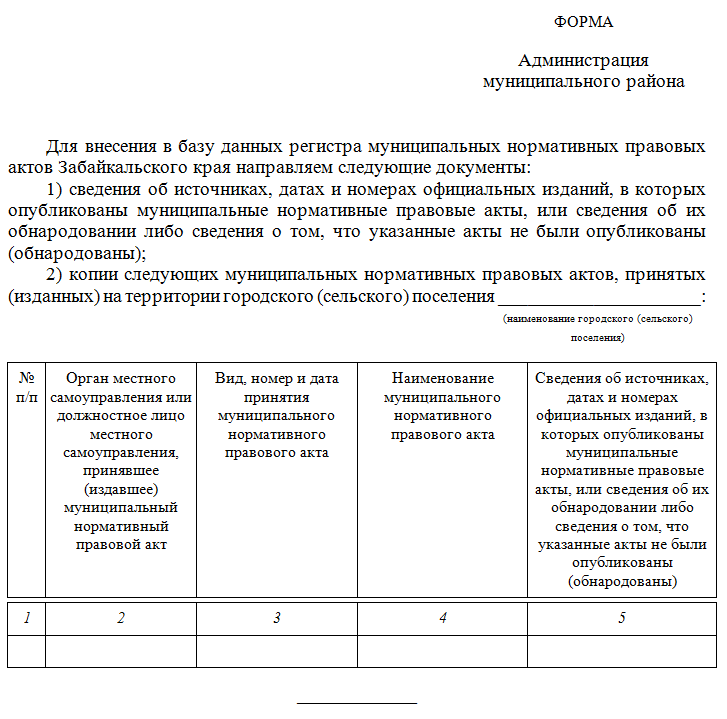 ФОРМА
Администрация
муниципального района
Для внесения в базу данных регистра муниципальных нормативных правовых
актов Забайкальского края направляем следующие документы:
1) сведения об источниках, датах и номерах официальных изданий, в которых
опубликованы муниципальные нормативные правовые акты, или сведения об их
обнародовании либо сведения о том, что указанные акты не были опубликованы
(обнародованы);
2) копии следующих муниципальных нормативных правовых актов, принятых
(изданных) на территории городского (сельского) поселения ______________________:
(наименование городского (сельского)
поселения)
№
п/п
Орган местного
самоуправления или
должностное лицо
местного
самоуправления,
принявшее
(издавшее)
муниципальный
нормативный
правовой акт
Вид, номер и дата
принятия
муниципального
нормативного
правового акта
Наименование
муниципального
нормативного
правового акта
Сведения об источниках,
датах и номерах
официальных изданий, в
которых опубликованы
муниципальные
нормативные правовые
акты, или сведения об их
обнародовании либо
сведения о том, что
указанные акты не были
опубликованы
(обнародованы)
1
2
3
4
5